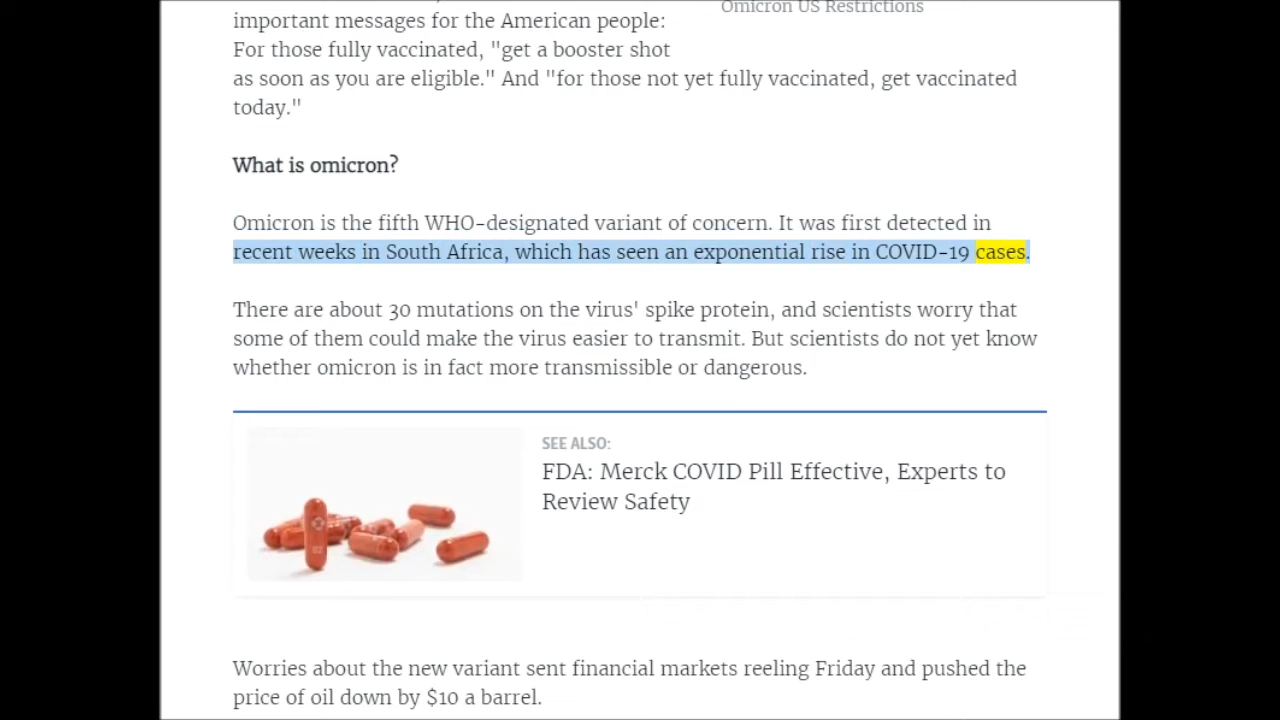 Omicron US Restrictions
important messages for the American people:
For those fully vaccinated, "get a booster shot
as soon as you are eligible." And "for those not yet fully vaccinated, get vaccinated
today."
What is omicron?
Omicron is the fifth WHO-designated variant of concern. It was first detected in
recent weeks in South Africa, which has seen an exponential rise in COVID-19 cases.
There are about 30 mutations on the virus' spike protein, and scientists worry that
some of them could make the virus easier to transmit. But scientists do not yet know
whether omicron is in fact more transmissible or dangerous.
SEE ALSO:
FDA: Merck COVID Pill Effective, Experts to
Review Safety
Worries about the new variant sent financial markets reeling Friday and pushed the
price of oil down by $10 a barrel.